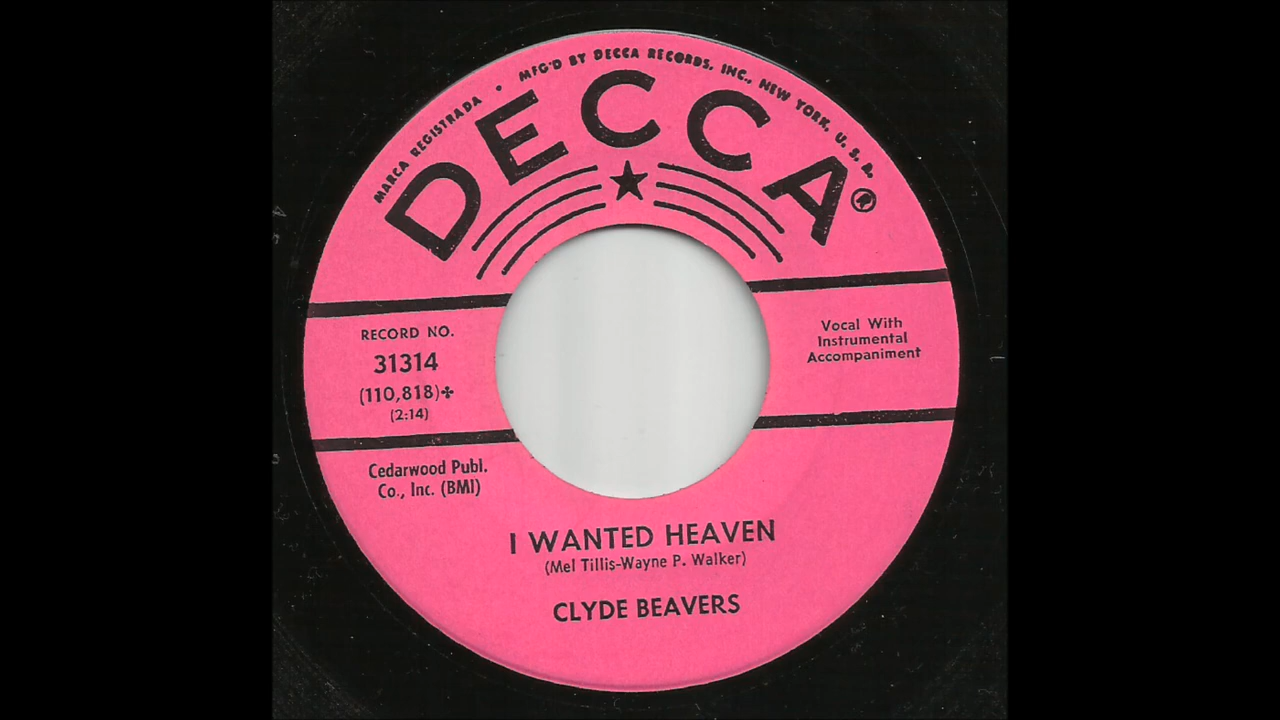 MARCA REGISTRADA • MFG'D BY DECCA RECORDS, INC., NEW YORK, U. S. A.
DECCA®
RECORD NO.
31314
(110,818)✣
(2:14)
Vocal With
Instrumental
Accompaniment
Cedarwood Publ.
Co., Inc. (BMI)
I WANTED HEAVEN
(Mel Tillis-Wayne P. Walker)
CLYDE BEAVERS